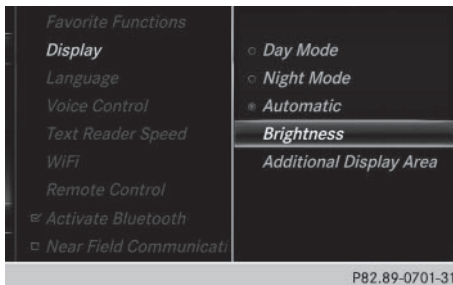 Favorite Functions
Display
Language
Voice Control
Text Reader Speed
WiFi
Remote Control
Activate Bluetooth
Near Field Communicati
Day Mode
Night Mode
Automatic
Brightness
Additional Display Area
P82.89-0701-31